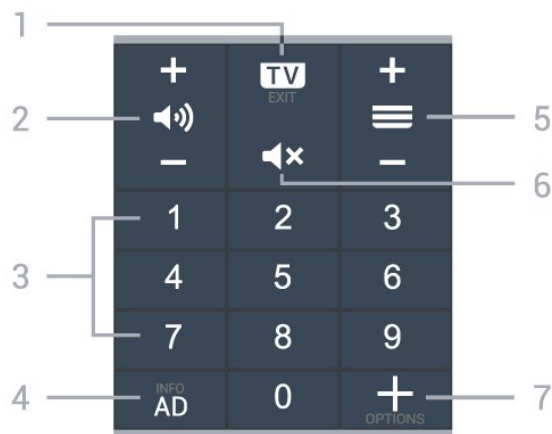 1
+ TV +
EXIT
2 5
− −
6
1 2 3
3
4 5 6
7 8 9
INFO
4 AD 0 + 7
OPTIONS